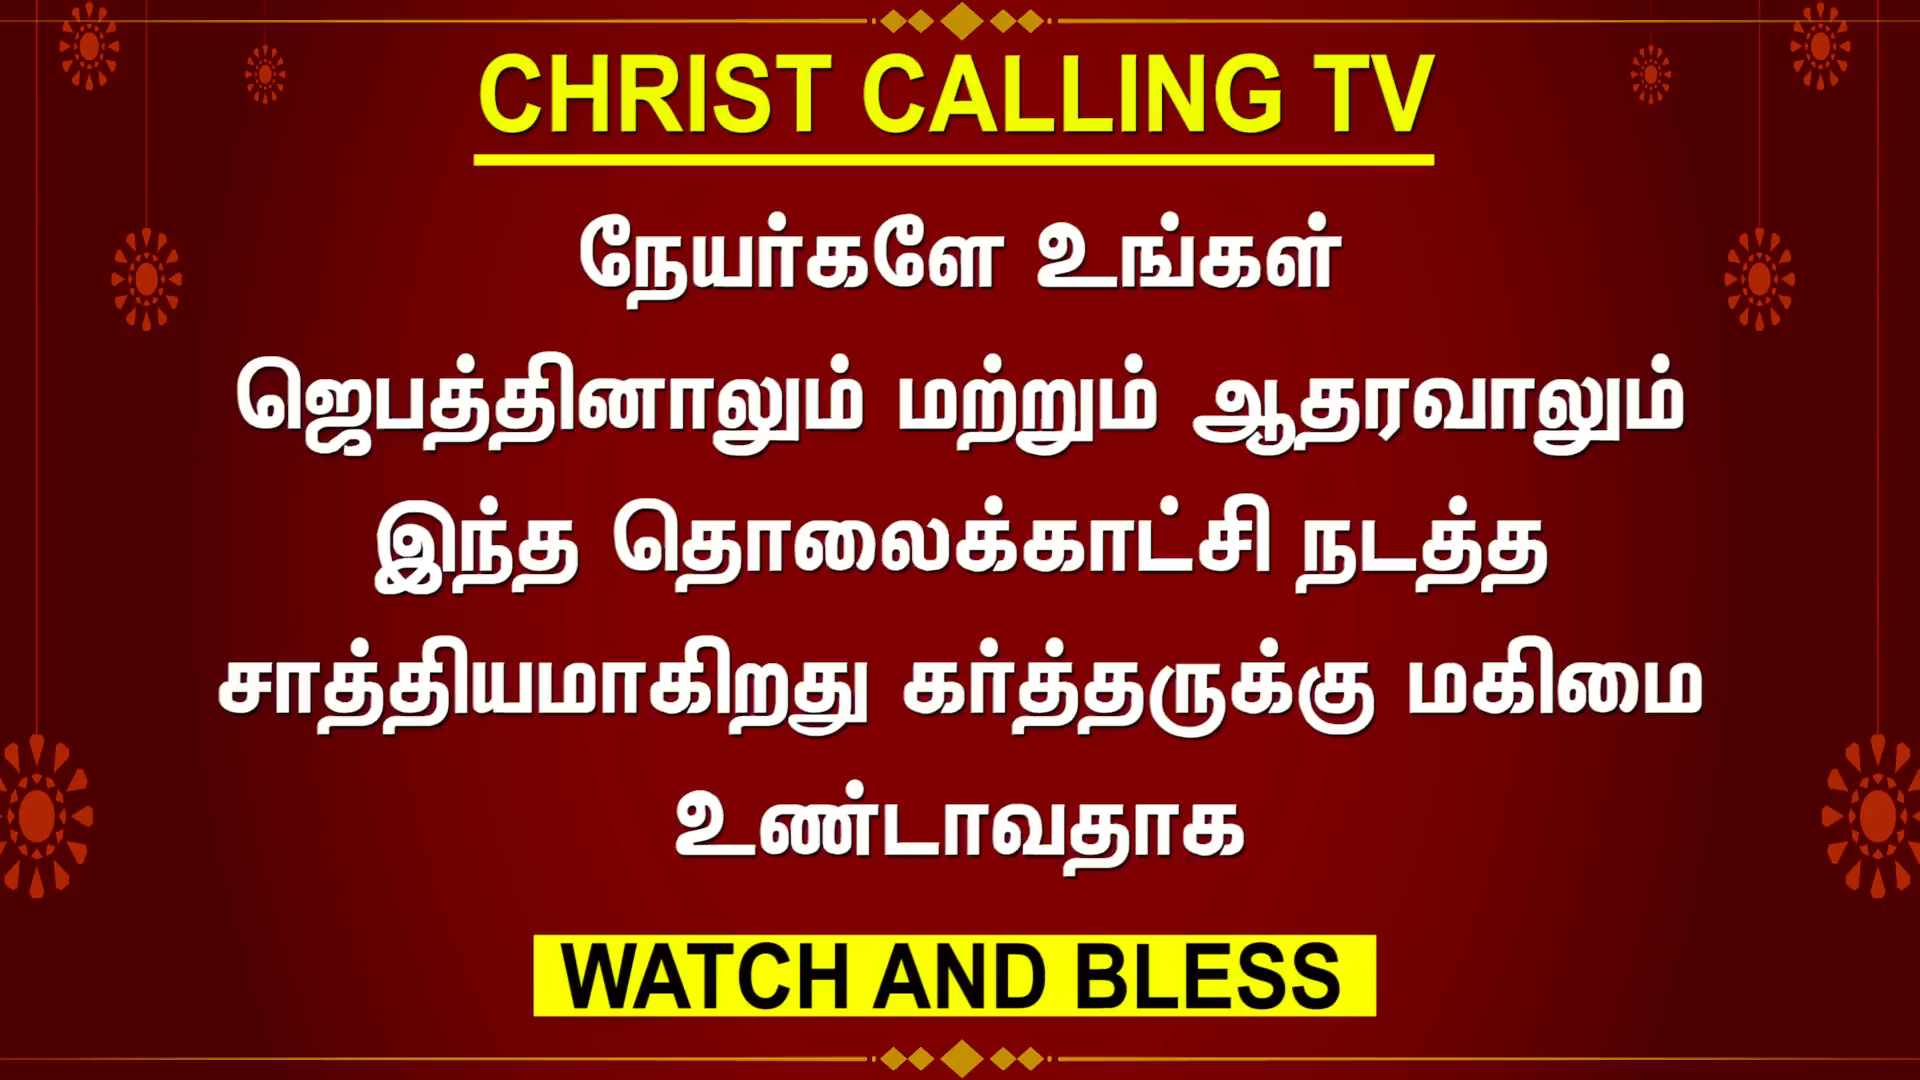 CHRIST CALLING TV
நேயர்களே உங்கள்
ஜெபத்தினாலும் மற்றும் ஆதரவாலும்
இந்த தொலைக்காட்சி நடத்த
சாத்தியமாகிறது கர்த்தருக்கு மகிமை
உண்டாவதாக
WATCH AND BLESS